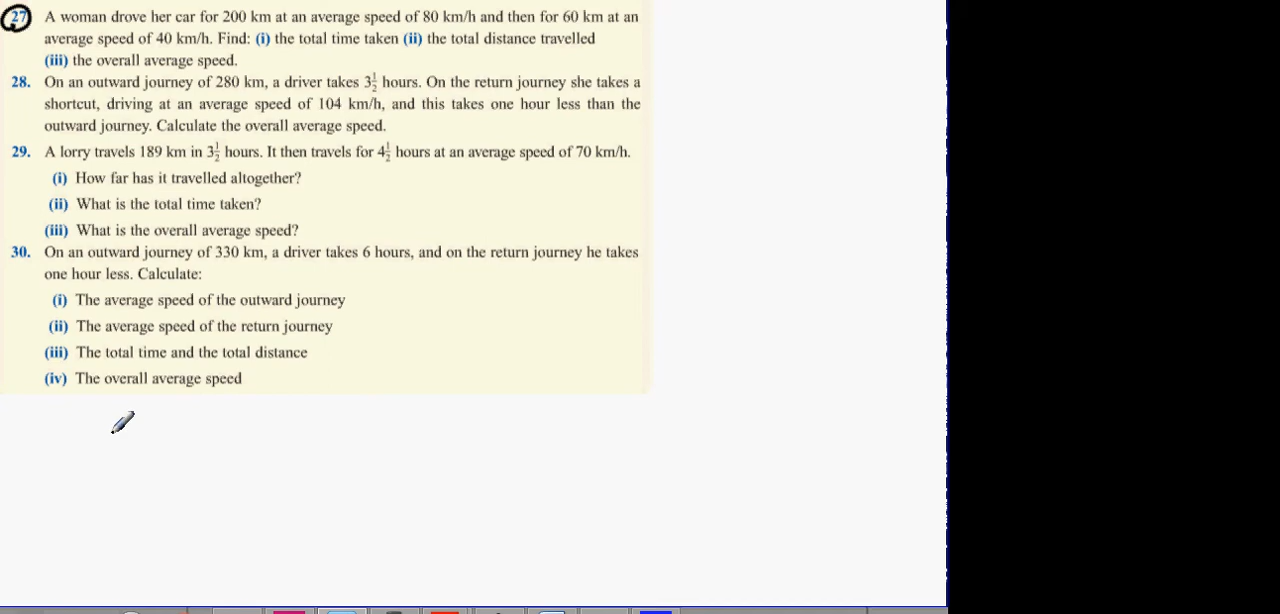 27 A woman drove her car for 200 km at an average speed of 80 km/h and then for 60 km at an
average speed of 40 km/h. Find: (i) the total time taken (ii) the total distance travelled
(iii) the overall average speed.
28. On an outward journey of 280 km, a driver takes 3½ hours. On the return journey she takes a
shortcut, driving at an average speed of 104 km/h, and this takes one hour less than the
outward journey. Calculate the overall average speed.
29. A lorry travels 189 km in 3½ hours. It then travels for 4½ hours at an average speed of 70 km/h.
(i) How far has it travelled altogether?
(ii) What is the total time taken?
(iii) What is the overall average speed?
30. On an outward journey of 330 km, a driver takes 6 hours, and on the return journey he takes
one hour less. Calculate:
(i) The average speed of the outward journey
(ii) The average speed of the return journey
(iii) The total time and the total distance
(iv) The overall average speed